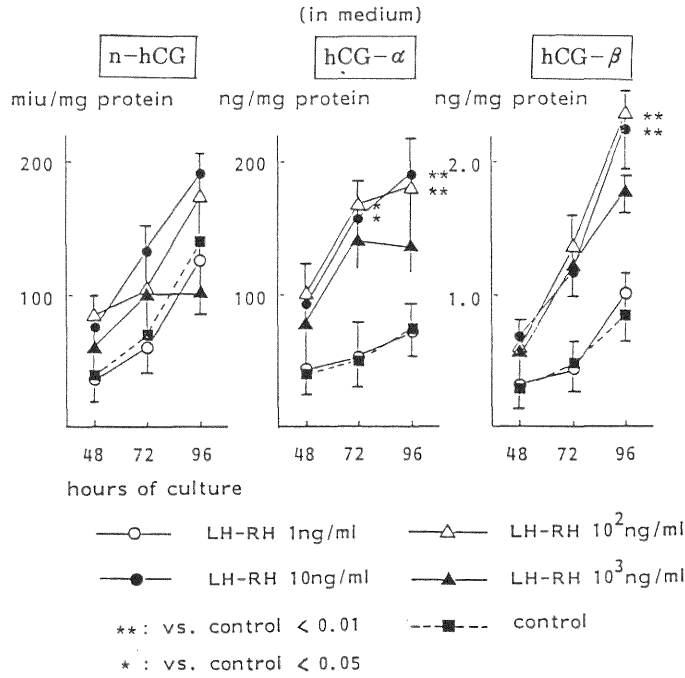 (in medium)
n-hCG hCG-α hCG-β
miu/mg protein ng/mg protein ng/mg protein
** **
200 200 ** ** 2.0
* *
100 100 1.0
48 72 96 48 72 96 48 72 96
hours of culture
LH-RH 1ng/ml LH-RH 10²ng/ml
LH-RH 10ng/ml LH-RH 10³ng/ml
**: vs. control < 0.01 control
*: vs. control < 0.05